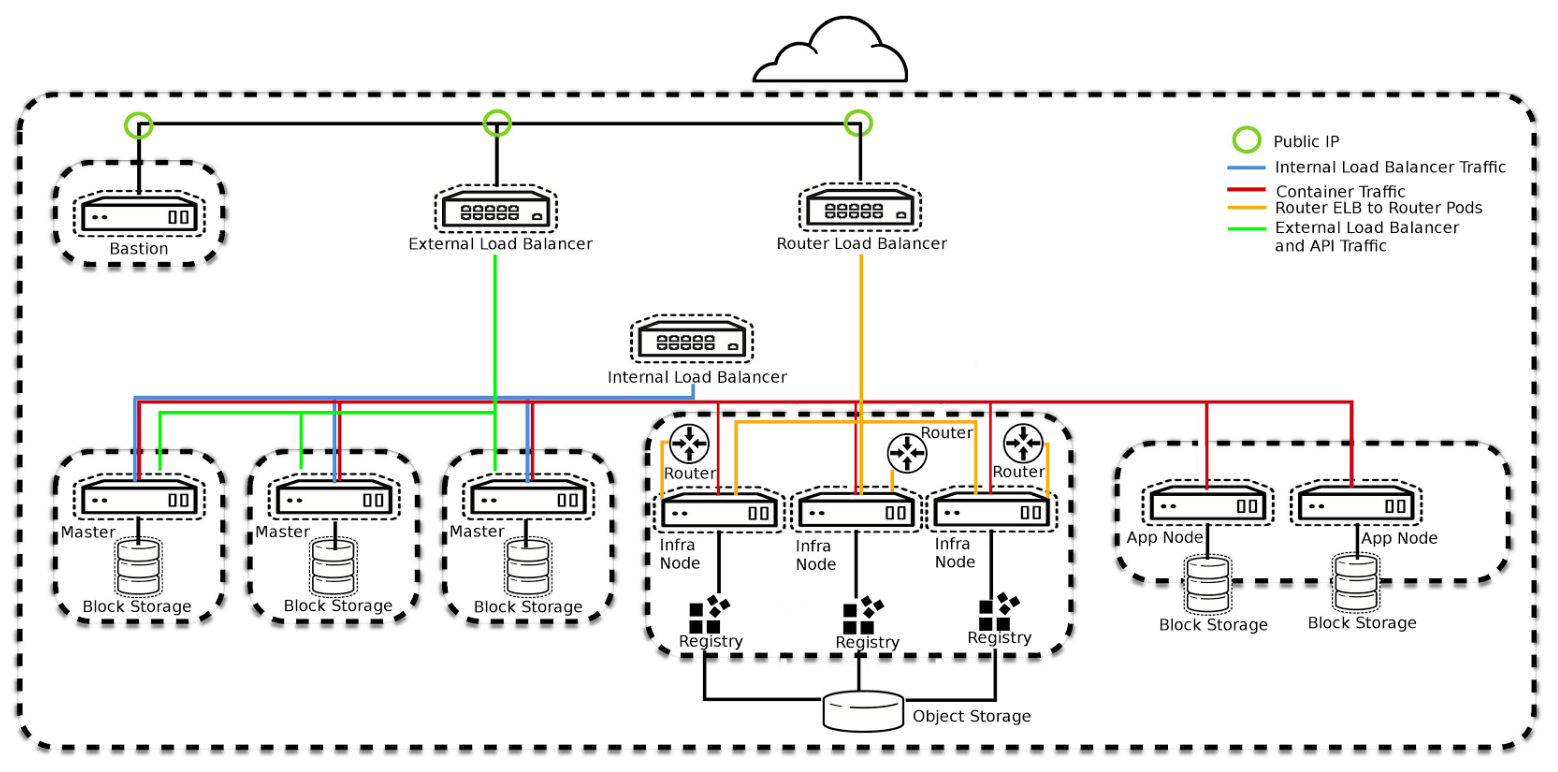 Public IP
Internal Load Balancer Traffic
Container Traffic
Router ELB to Router Pods
External Load Balancer
and API Traffic
Bastion
External Load Balancer
Router Load Balancer
Internal Load Balancer
Router
Router
Router
Master
Master
Master
Block Storage
Block Storage
Block Storage
Infra
Node
Infra
Node
Infra
Node
App Node
App Node
Block Storage
Block Storage
Registry
Registry
Registry
Object Storage